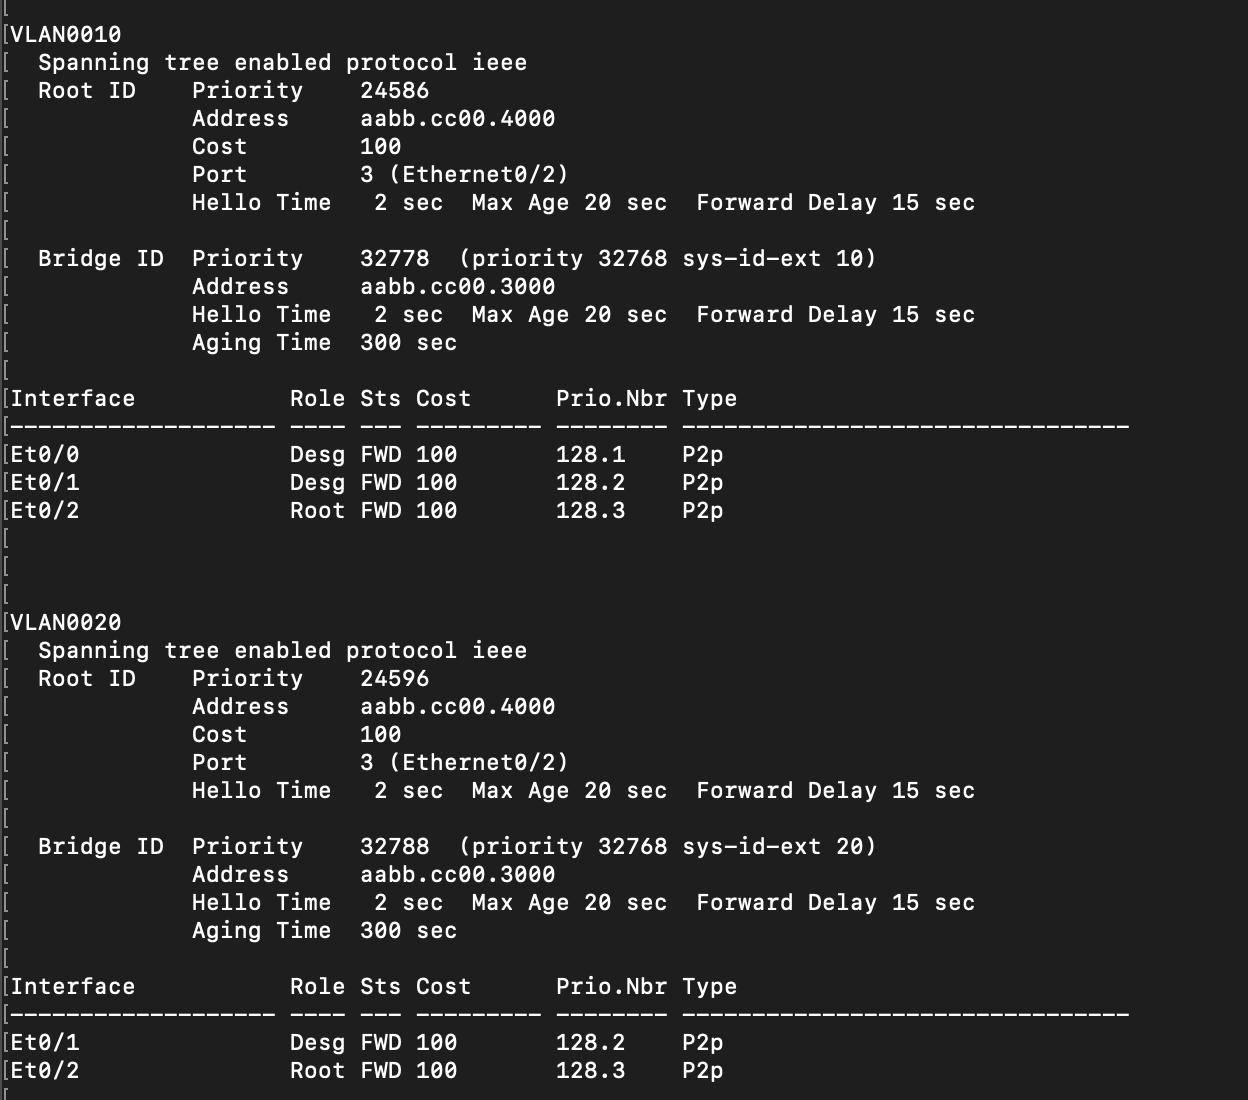 [
[VLAN0010
[  Spanning tree enabled protocol ieee
[  Root ID    Priority    24586
[             Address     aabb.cc00.4000
[             Cost        100
[             Port        3 (Ethernet0/2)
[             Hello Time   2 sec  Max Age 20 sec  Forward Delay 15 sec
[
[  Bridge ID  Priority    32778  (priority 32768 sys-id-ext 10)
[             Address     aabb.cc00.3000
[             Hello Time   2 sec  Max Age 20 sec  Forward Delay 15 sec
[             Aging Time  300 sec
[
[Interface           Role Sts Cost      Prio.Nbr Type
[------------------- ---- --- --------- -------- --------------------------------
[Et0/0               Desg FWD 100       128.1    P2p
[Et0/1               Desg FWD 100       128.2    P2p
[Et0/2               Root FWD 100       128.3    P2p
[
[
[
[VLAN0020
[  Spanning tree enabled protocol ieee
[  Root ID    Priority    24596
[             Address     aabb.cc00.4000
[             Cost        100
[             Port        3 (Ethernet0/2)
[             Hello Time   2 sec  Max Age 20 sec  Forward Delay 15 sec
[
[  Bridge ID  Priority    32788  (priority 32768 sys-id-ext 20)
[             Address     aabb.cc00.3000
[             Hello Time   2 sec  Max Age 20 sec  Forward Delay 15 sec
[             Aging Time  300 sec
[
[Interface           Role Sts Cost      Prio.Nbr Type
[------------------- ---- --- --------- -------- --------------------------------
[Et0/1               Desg FWD 100       128.2    P2p
[Et0/2               Root FWD 100       128.3    P2p
[